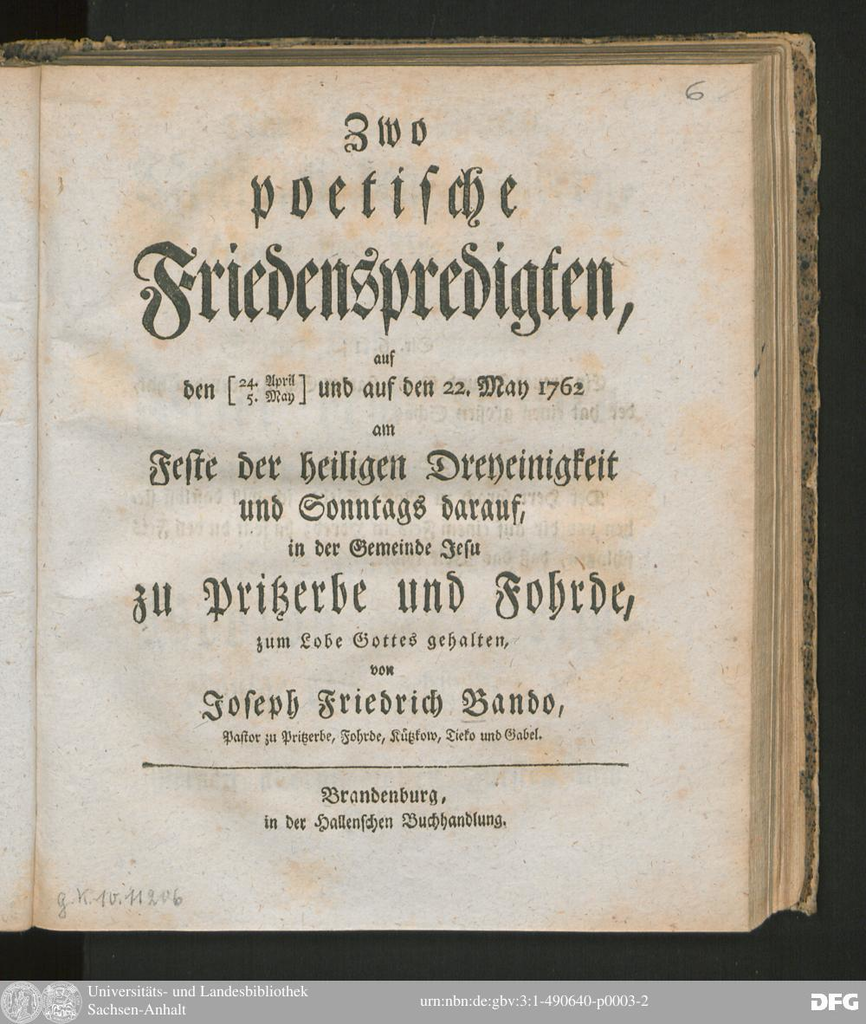 6
Zwo
poetische
Friedenspredigten,
auf
den [24. April 5. May] und auf den 22. May 1762
am
Feste der heiligen Dreyeinigkeit
und Sonntags darauf,
in der Gemeinde Jesu
zu Pritzerbe und Fohrde,
zum Lobe Gottes gehalten,
von
Joseph Friedrich Bando,
Pastor zu Pritzerbe, Fohrde, Kützkow, Tieko und Gabel.
Brandenburg,
in der Hallenschen Buchhandlung.
g.K.10.11206
Universitäts- und Landesbibliothek
Sachsen-Anhalt
urn:nbn:de:gbv:3:1-490640-p0003-2
DFG